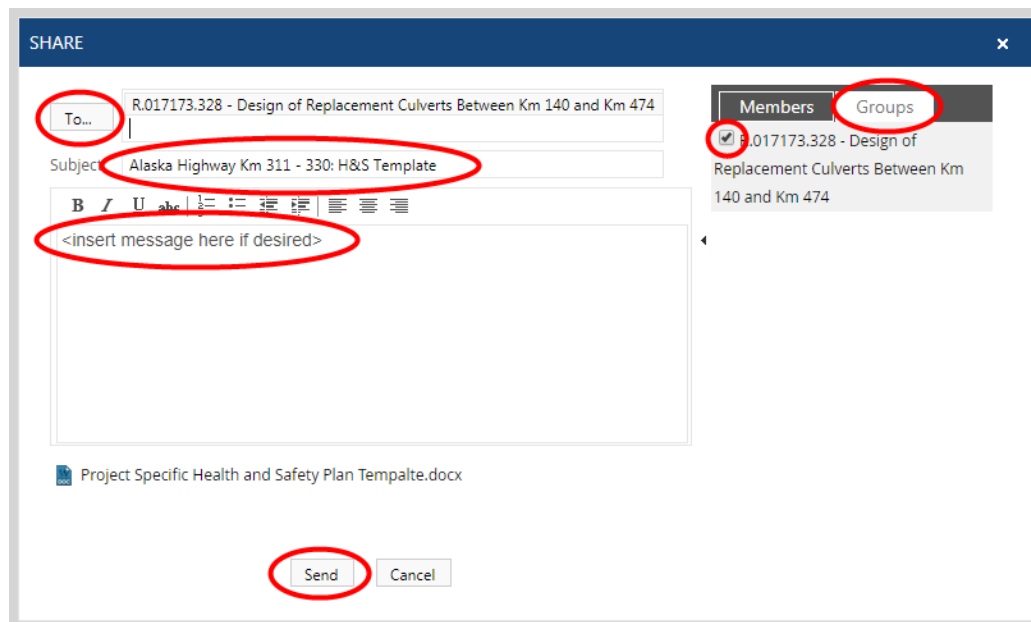 SHARE ×
To...
R.017173.328 - Design of Replacement Culverts Between Km 140 and Km 474
Subject
Alaska Highway Km 311 - 330: H&S Template
B I U abc
<insert message here if desired>
Project Specific Health and Safety Plan Tempalte.docx
Send Cancel
Members Groups
R.017173.328 - Design of
Replacement Culverts Between Km
140 and Km 474